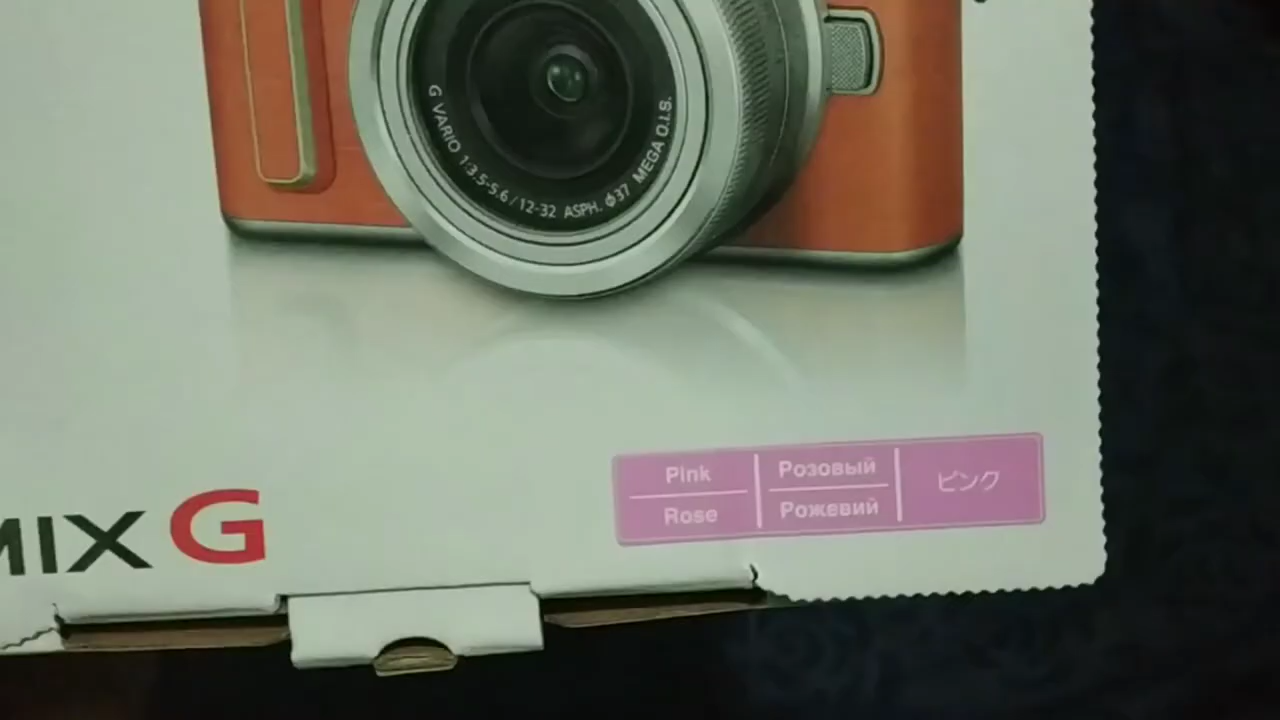 G VARIO 1:3.5-5.6 / 12-32 ASPH. ϕ37 MEGA O.I.S.
MIX G
Pink
Rose
Розовый
Рожевий
ピンク